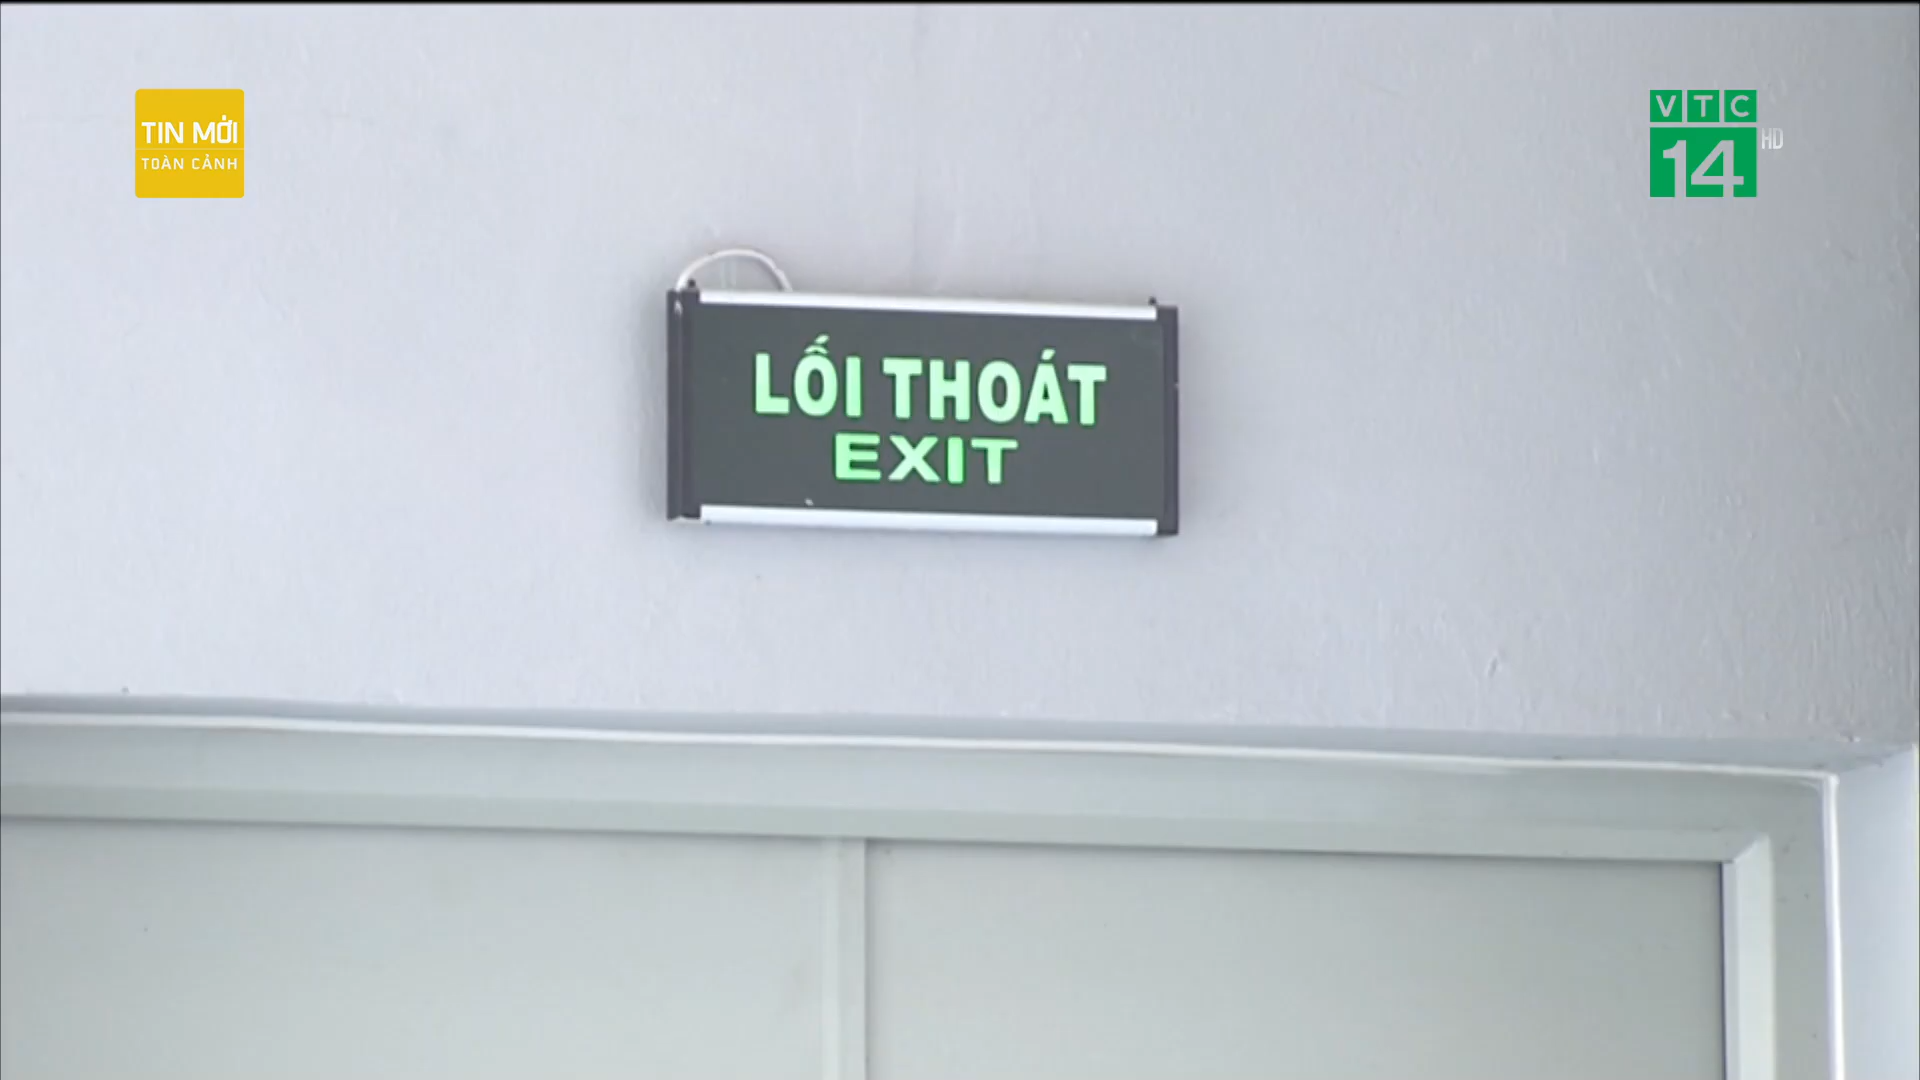 TIN MỚI
TOÀN CẢNH
VTC
14 HD
LỐI THOÁT
EXIT